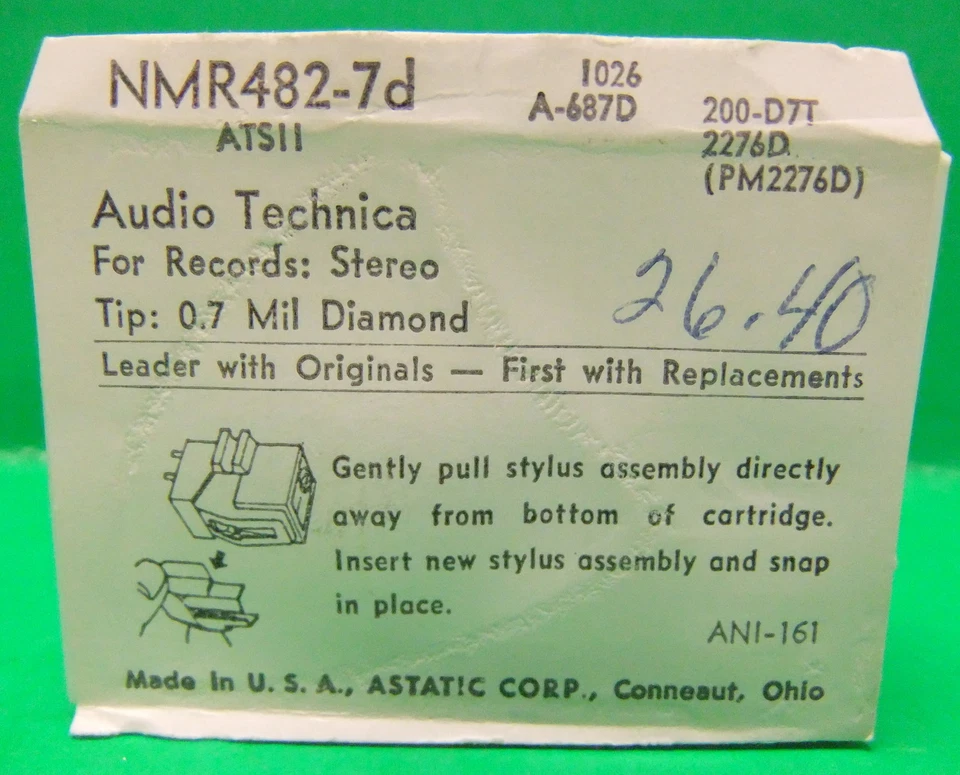 NMR482-7d
ATS11
1026
A-687D
200-D7T
2276D
(PM2276D)
Audio Technica
For Records: Stereo
Tip: 0.7 Mil Diamond
26.40
Leader with Originals — First with Replacements
Gently pull stylus assembly directly
away from bottom of cartridge.
Insert new stylus assembly and snap
in place.
ANI-161
Made in U. S. A., ASTATIC CORP., Conneaut, Ohio